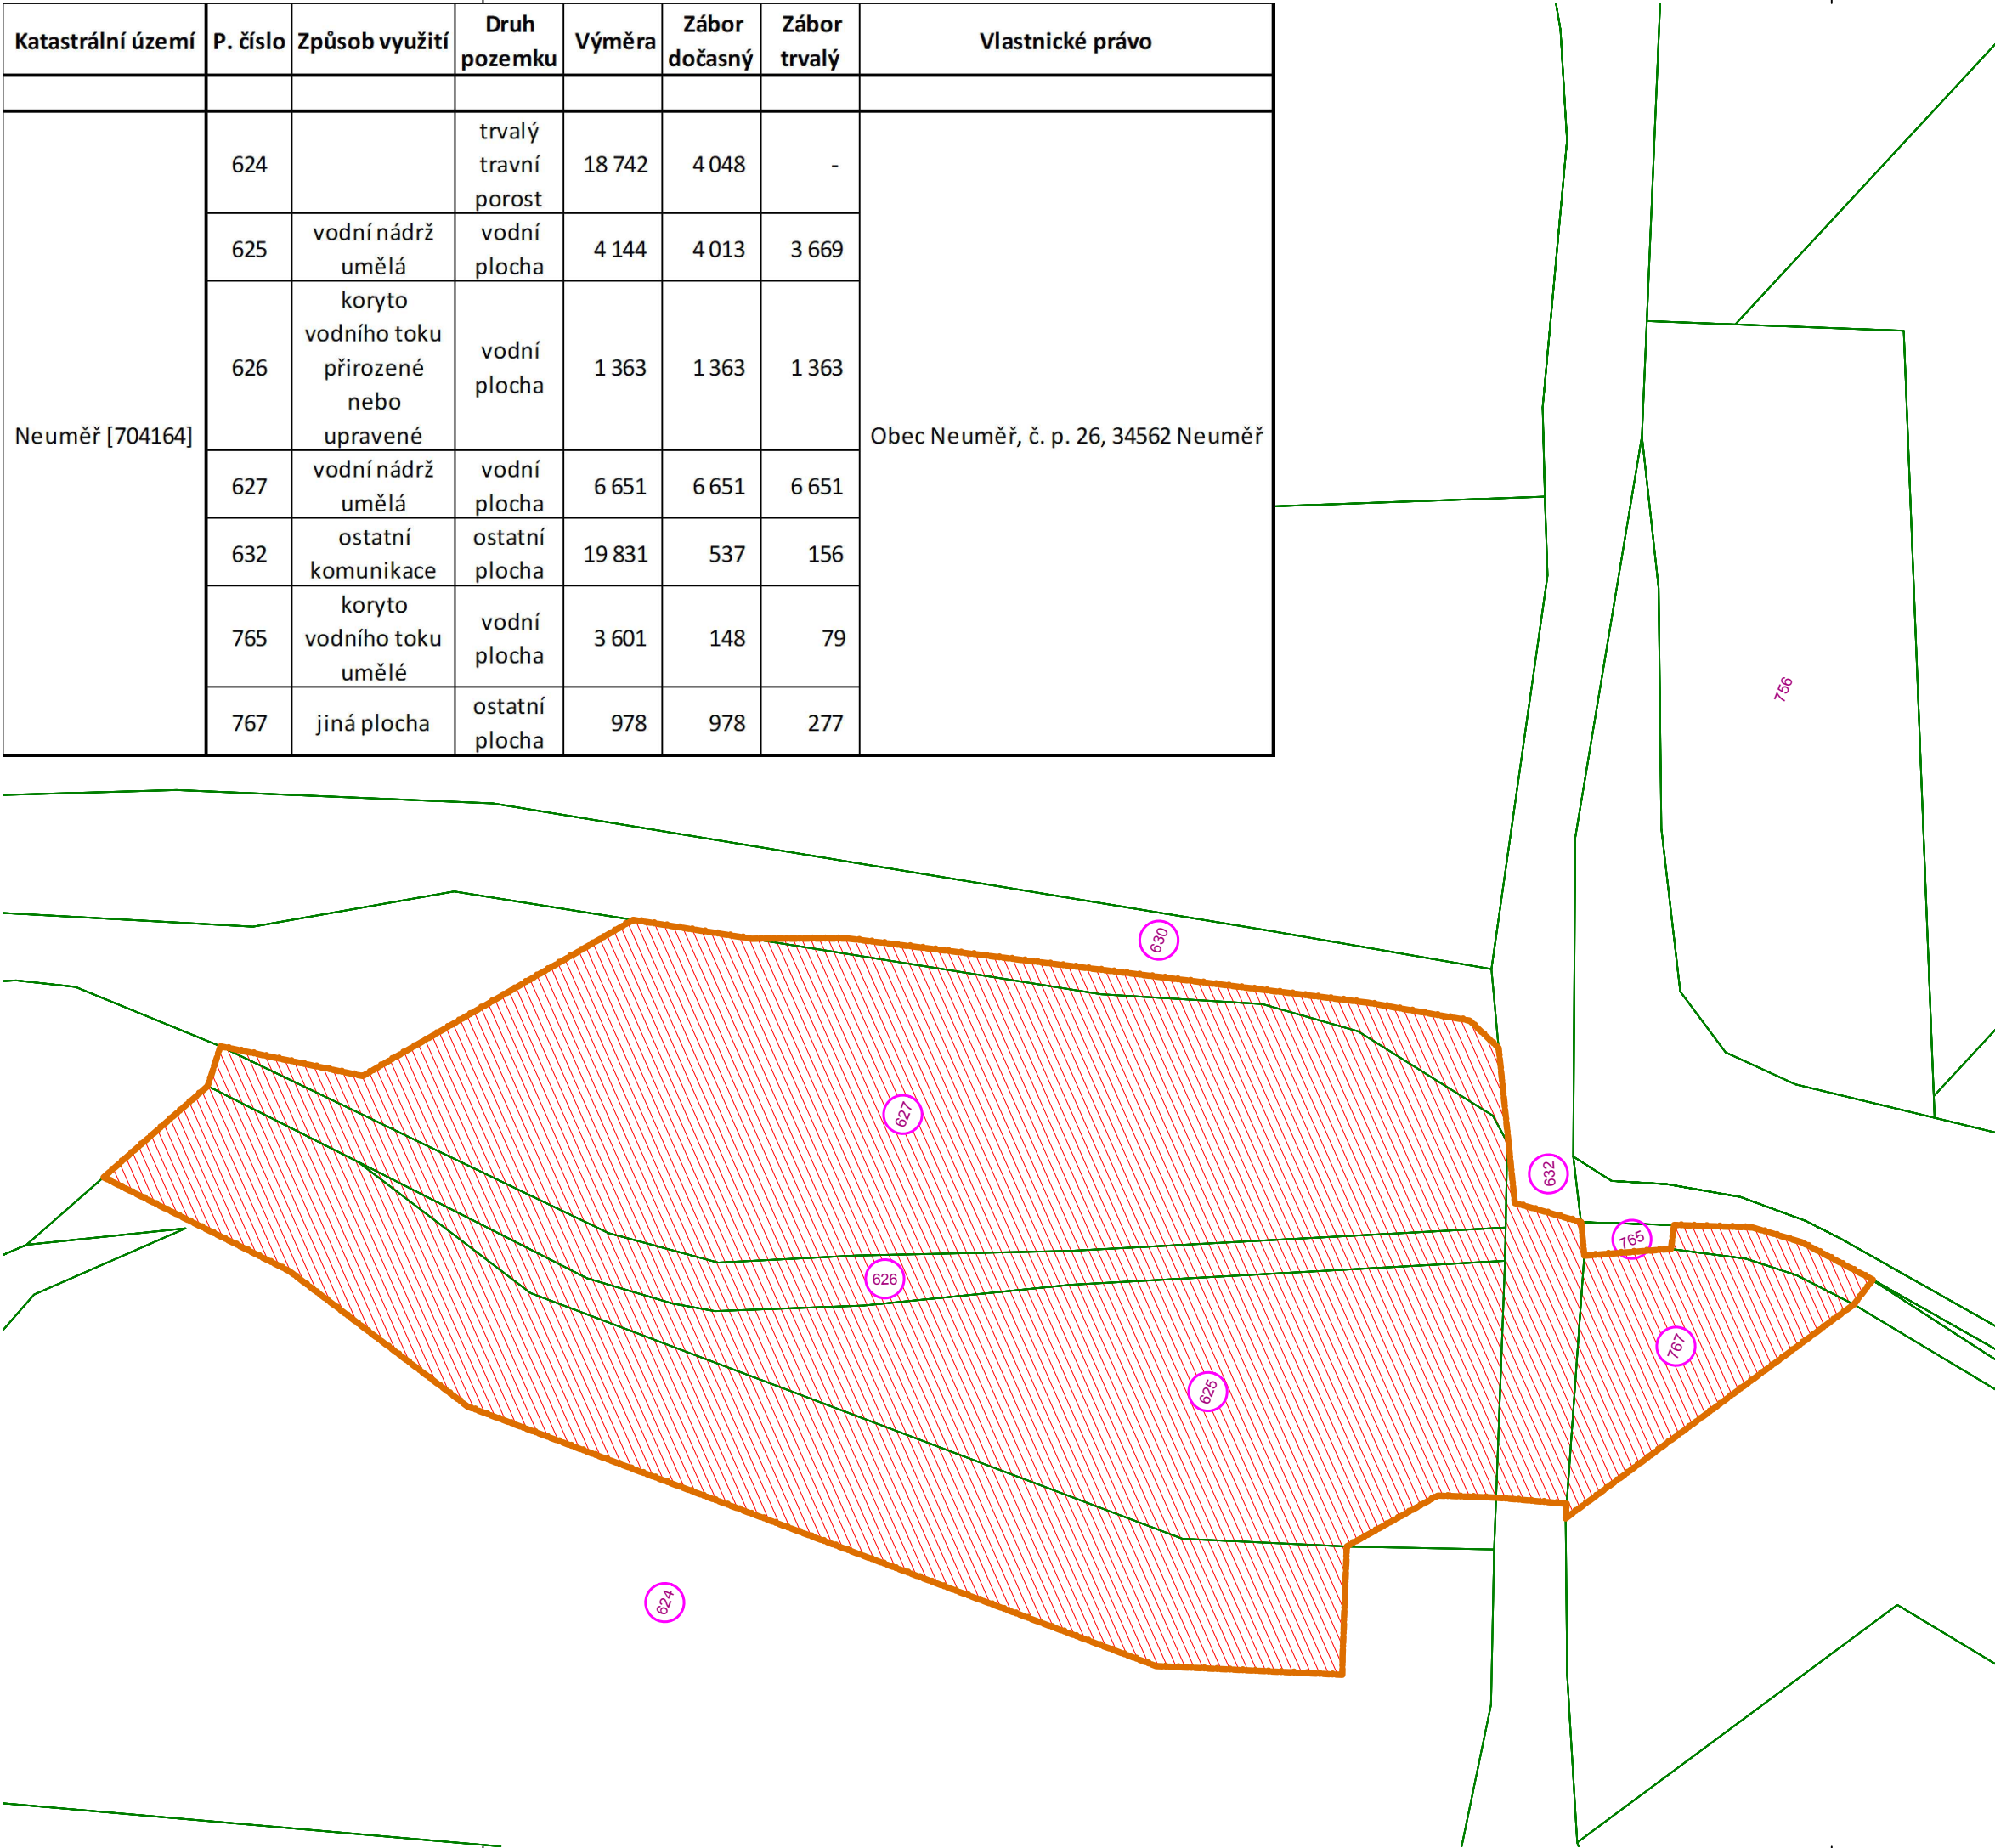 Katastrální území P. číslo Způsob využití Druh pozemku Výměra Zábor dočasný Zábor trvalý Vlastnické právo
Neuměř [704164]
624 trvalý travní porost 18 742 4 048 -
625 vodní nádrž umělá vodní plocha 4 144 4 013 3 669
626 koryto vodního toku přirozené nebo upravené vodní plocha 1 363 1 363 1 363
627 vodní nádrž umělá vodní plocha 6 651 6 651 6 651
632 ostatní komunikace ostatní plocha 19 831 537 156
765 koryto vodního toku umělé vodní plocha 3 601 148 79
767 jiná plocha ostatní plocha 978 978 277
Obec Neuměř, č. p. 26, 34562 Neuměř
756
630
627
632
765
626
767
625
624